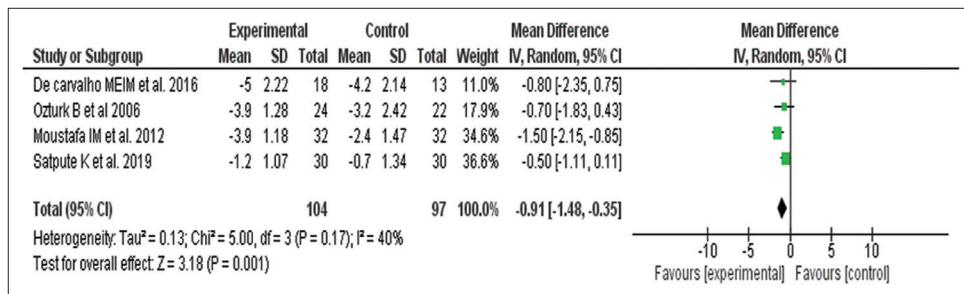 Experimental Control Mean Difference Mean Difference
Study or Subgroup Mean SD Total Mean SD Total Weight IV, Random, 95% CI IV, Random, 95% CI
De carvalho MEIM et al. 2016 -5 2.22 18 -4.2 2.14 13 11.0% -0.80 [-2.35, 0.75]
Ozturk B et al 2006 -3.9 1.28 24 -3.2 2.42 22 17.9% -0.70 [-1.83, 0.43]
Moustafa IM et al. 2012 -3.9 1.18 32 -2.4 1.47 32 34.6% -1.50 [-2.15, -0.85]
Satpute K et al. 2019 -1.2 1.07 30 -0.7 1.34 30 36.6% -0.50 [-1.11, 0.11]
Total (95% CI) 104 97 100.0% -0.91 [-1.48, -0.35]
Heterogeneity: Tau² = 0.13; Chi² = 5.00, df = 3 (P = 0.17); I² = 40%
Test for overall effect: Z = 3.18 (P = 0.001)
-10 -5 0 5 10
Favours [experimental] Favours [control]